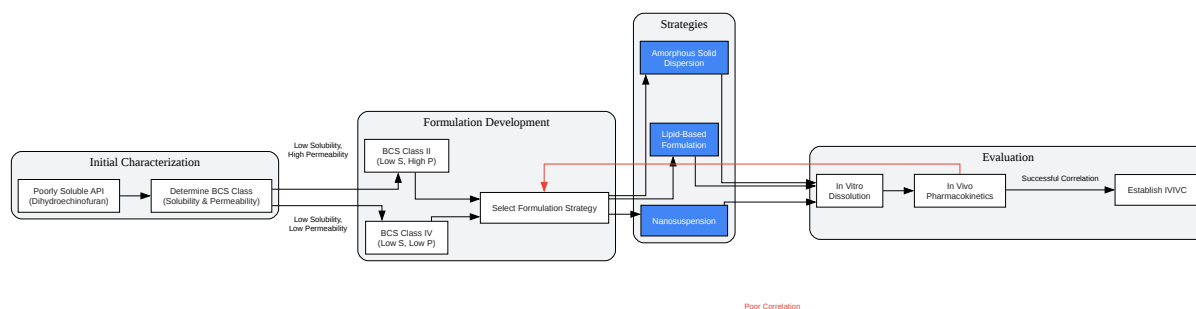 Initial Characterization
Poorly Soluble API
(Dihydroechinofuran)
Determine BCS Class
(Solubility & Permeability)
Low Solubility,
High Permeability
Low Solubility,
Low Permeability
Formulation Development
BCS Class II
(Low S, High P)
BCS Class IV
(Low S, Low P)
Select Formulation Strategy
Strategies
Amorphous Solid
Dispersion
Lipid-Based
Formulation
Nanosuspension
Evaluation
In Vitro
Dissolution
In Vivo
Pharmacokinetics
Successful Correlation
Establish IVIVC
Poor Correlation